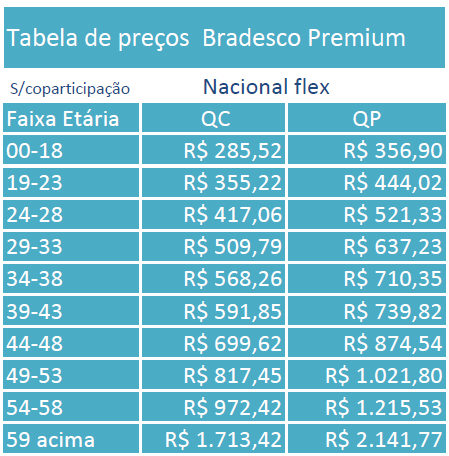 Tabela de preços Bradesco Premium
S/coparticipação Nacional flex
Faixa Etária QC QP
00-18 R$ 285,52 R$ 356,90
19-23 R$ 355,22 R$ 444,02
24-28 R$ 417,06 R$ 521,33
29-33 R$ 509,79 R$ 637,23
34-38 R$ 568,26 R$ 710,35
39-43 R$ 591,85 R$ 739,82
44-48 R$ 699,62 R$ 874,54
49-53 R$ 817,45 R$ 1.021,80
54-58 R$ 972,42 R$ 1.215,53
59 acima R$ 1.713,42 R$ 2.141,77